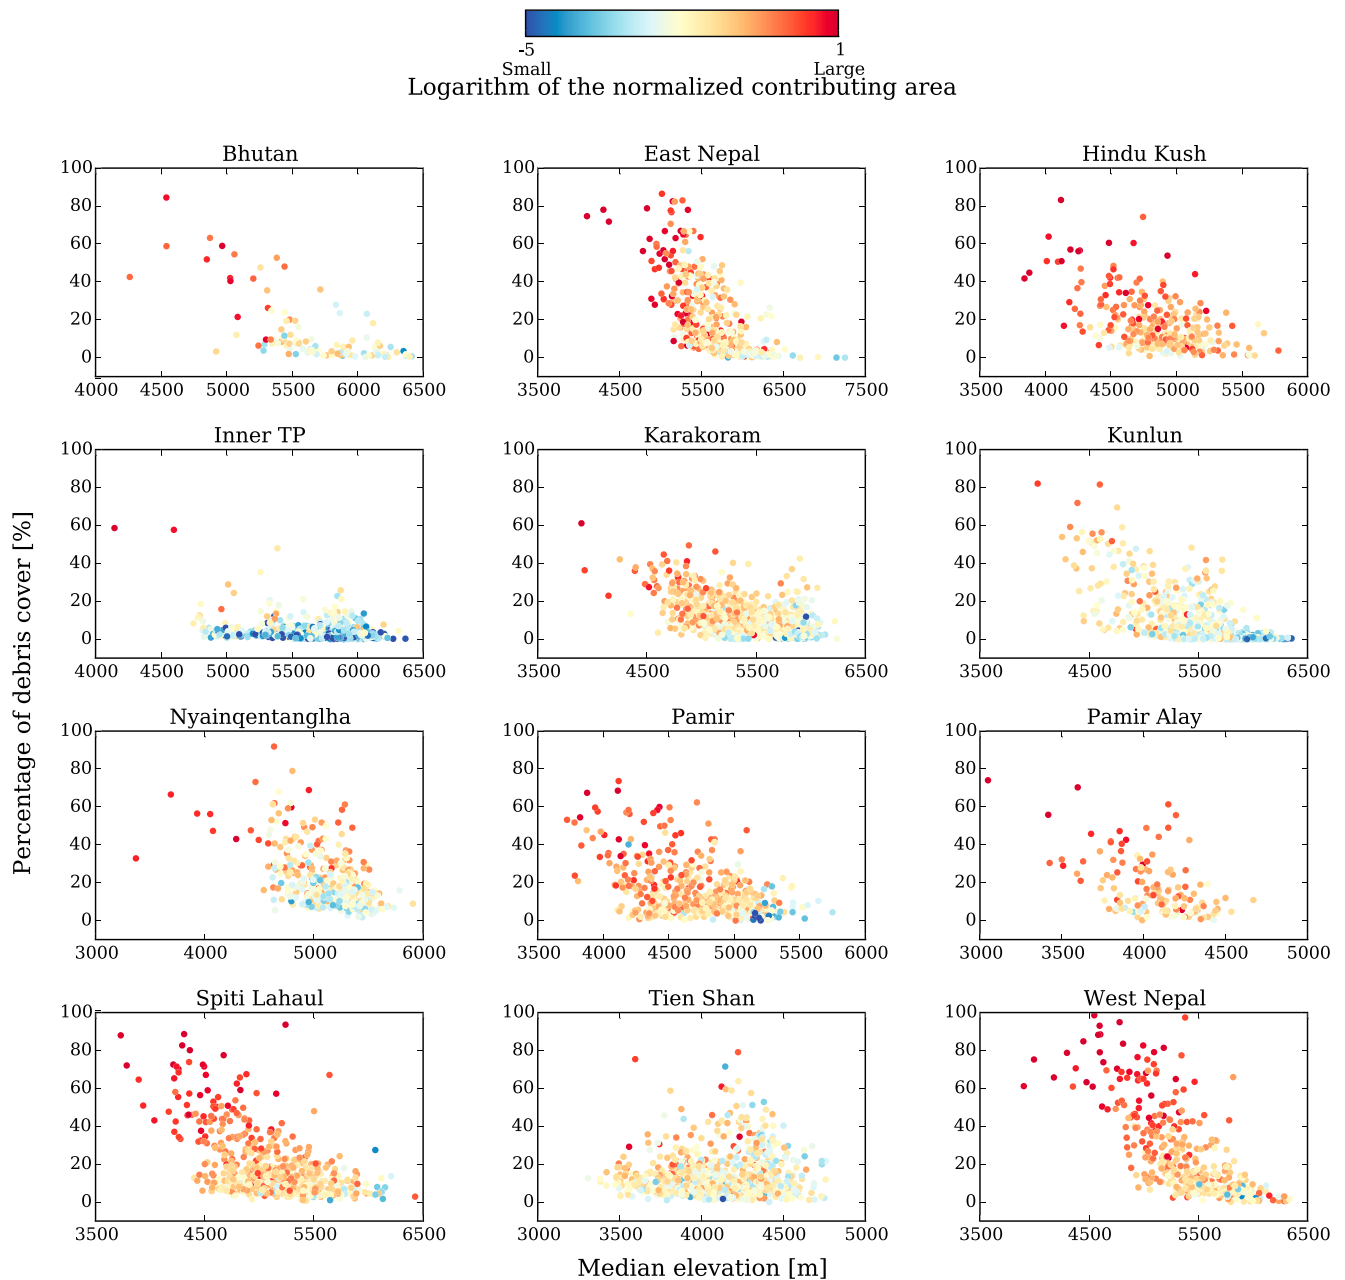 -5 1
Small Large
Logarithm of the normalized contributing area
Bhutan East Nepal Hindu Kush
100 100 100
80 80 80
60 60 60
40 40 40
20 20 20
0 0 0
4000 4500 5000 5500 6000 6500 3500 4500 5500 6500 7500 3500 4000 4500 5000 5500 6000
Inner TP Karakoram Kunlun
100 100 100
80 80 80
60 60 60
40 40 40
20 20 20
0 0 0
4000 4500 5000 5500 6000 6500 3500 4500 5500 6500 3500 4500 5500 6500
Percentage of debris cover [%]
Nyainqentanglha Pamir Pamir Alay
100 100 100
80 80 80
60 60 60
40 40 40
20 20 20
0 0 0
3000 4000 5000 6000 3500 4000 4500 5000 5500 6000 3000 3500 4000 4500 5000
Spiti Lahaul Tien Shan West Nepal
100 100 100
80 80 80
60 60 60
40 40 40
20 20 20
0 0 0
3500 4500 5500 6500 3000 4000 5000 3500 4500 5500 6500
Median elevation [m]